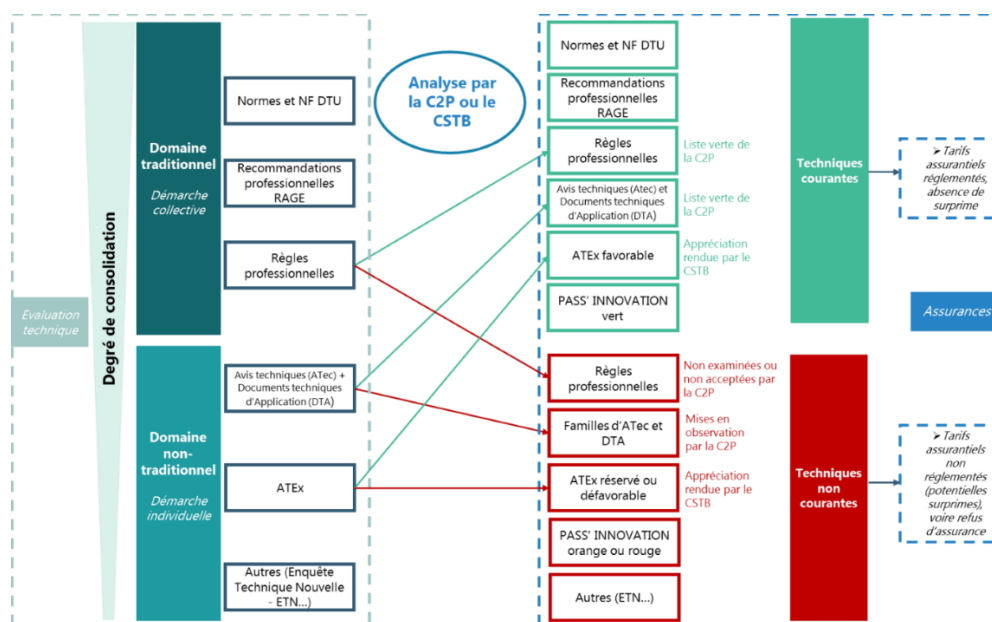 Evaluation
technique
Degré de consolidation
Domaine
traditionnel
Démarche
collective
Normes et NF DTU
Recommandations
professionnelles
RAGE
Règles
professionnelles
Domaine
non-
traditionnel
Démarche
individuelle
Avis techniques (ATec) +
Documents techniques
d'Application (DTA)
ATEx
Autres (Enquête
Technique Nouvelle
- ETN...)
Analyse par
la C2P ou le
CSTB
Normes et NF DTU
Recommandations
professionnelles
RAGE
Règles
professionnelles
Liste verte de
la C2P
Avis techniques (Atec) et
Documents techniques
d'Application (DTA)
Liste verte de
la C2P
ATEx favorable
Appréciation
rendue par le
CSTB
PASS' INNOVATION
vert
Techniques
courantes
➢ Tarifs
assurantiels
réglementés,
absence de
surprime
Assurances
Règles
professionnelles
Non examinées ou
non acceptées par
la C2P
Familles d'ATec et
DTA
Mises en
observation
par la C2P
ATEx réservé ou
défavorable
Appréciation
rendue par le
CSTB
PASS' INNOVATION
orange ou rouge
Autres (ETN...)
Techniques
non
courantes
➢ Tarifs
assurantiels
non
réglementés
(potentielles
surprimes),
voire refus
d'assurance